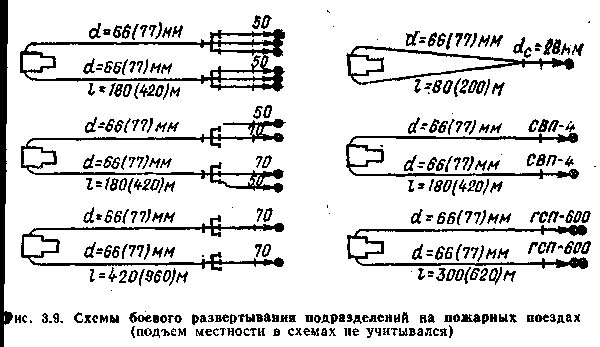 d=66(77)мм
50
d=66(77)мм
50
l=180(420)м
d=66(77)мм
50
70
d=66(77)мм
70
50
l=180(420)м
d=66(77)мм
70
d=66(77)мм
70
l=420(960)м
d=66(77)мм
dс=28мм
l=80(200)м
d=66(77)мм
СВП-4
d=66(77)мм
СВП-4
l=180(420)м
d=66(77)мм
ГСП-600
d=66(77)мм
ГСП-600
l=300(620)м
Рис. 3.9. Схемы боевого развертывания подразделений на пожарных поездах
(подъем местности в схемах не учитывался)